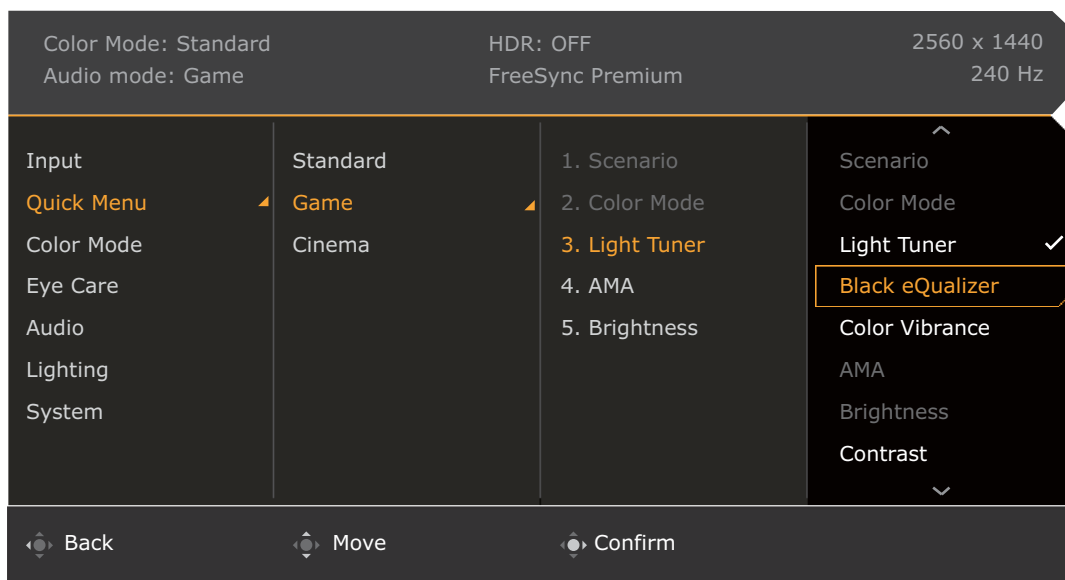 Color Mode: Standard
HDR: OFF
2560 x 1440
Audio mode: Game
FreeSync Premium
240 Hz
Input
Quick Menu
Color Mode
Eye Care
Audio
Lighting
System
Standard
Game
Cinema
1. Scenario
2. Color Mode
3. Light Tuner
4. AMA
5. Brightness
Scenario
Color Mode
Light Tuner
Black eQualizer
Color Vibrance
AMA
Brightness
Contrast
Back
Move
Confirm